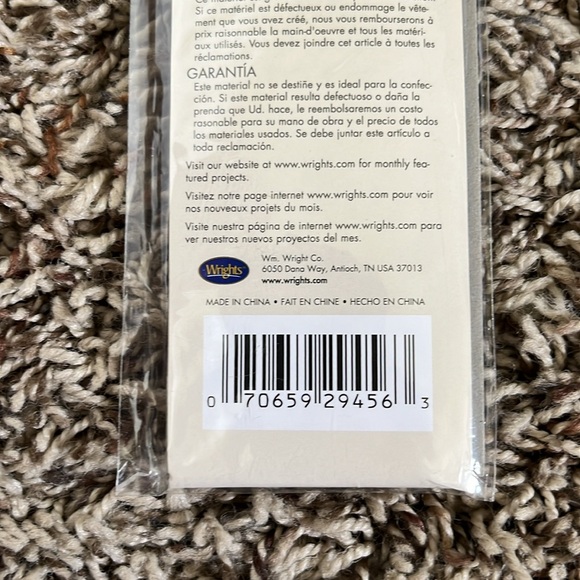 Si ce matériel est défectueux ou endommage le vête-
ment que vous avez créé, nous vous rembourserons à
prix raisonnable la main-d'oeuvre et tous les matéri-
aux utilisés. Vous devez joindre cet article à toutes les
réclamations.
GARANTÍA
Este material no se destiñe y es ideal para la confec-
ción. Si este material resulta defectuoso o daña la
prenda que Ud. hace, le reembolsaremos un costo
rasonable para su mano de obra y el precio de todos
los materiales usados. Se debe juntar este artículo a
toda reclamación.
Visit our website at www.wrights.com for monthly fea-
tured projects.
Visitez notre page internet www.wrights.com pour voir
nos nouveaux projets du mois.
Visite nuestra página de internet www.wrights.com para
ver nuestros nuevos proyectos del mes.
Wrights
Wm. Wright Co.
6050 Dana Way, Antioch, TN USA 37013
www.wrights.com
MADE IN CHINA • FAIT EN CHINE • HECHO EN CHINA
0 70659 29456 3